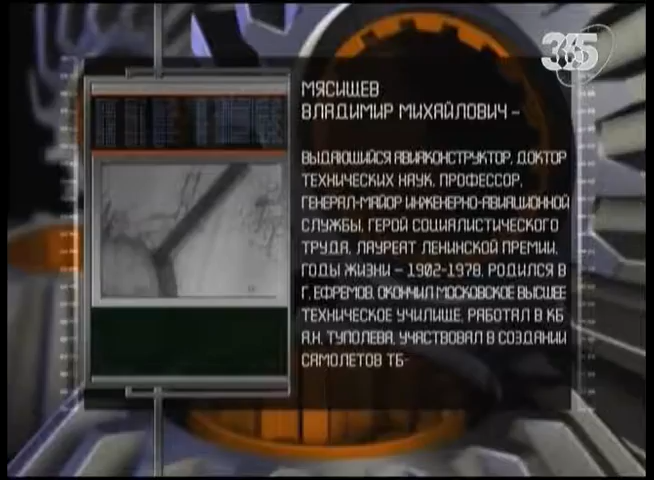 365
МЯСИЩЕВ
ВЛАДИМИР МИХАЙЛОВИЧ –
ВЫДАЮЩИЙСЯ АВИАКОНСТРУКТОР, ДОКТОР
ТЕХНИЧЕСКИХ НАУК, ПРОФЕССОР,
ГЕНЕРАЛ-МАЙОР ИНЖЕНЕРНО-АВИАЦИОННОЙ
СЛУЖБЫ, ГЕРОЙ СОЦИАЛИСТИЧЕСКОГО
ТРУДА, ЛАУРЕАТ ЛЕНИНСКОЙ ПРЕМИИ.
ГОДЫ ЖИЗНИ – 1902-1978. РОДИЛСЯ В
Г. ЕФРЕМОВ. ОКОНЧИЛ МОСКОВСКОЕ ВЫСШЕЕ
ТЕХНИЧЕСКОЕ УЧИЛИЩЕ, РАБОТАЛ В КБ
А.Н. ТУПОЛЕВА, УЧАСТВОВАЛ В СОЗДАНИИ
САМОЛЕТОВ ТБ-